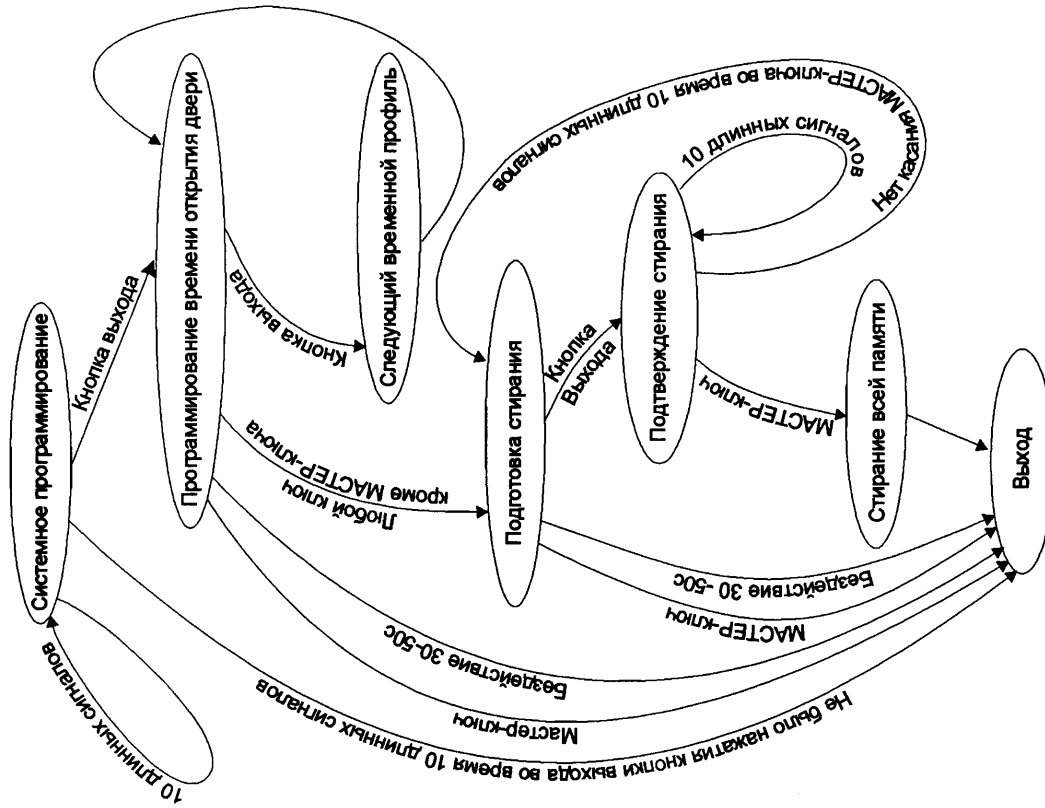 Системное программирование
10 длинных сигналов
Кнопка выхода
Программирование времени открытия двери
Кнопка выхода
Следующий временной профиль
Любой ключ
кроме МАСТЕР-ключа
Подготовка стирания
Кнопка
Выхода
Подтверждение стирания
10 длинных сигналов
Нет касания МАСТЕР-ключа во время 10 длинных сигналов
МАСТЕР-ключ
Стирание всей памяти
Бездействие 30 -50с
МАСТЕР-ключ
Бездействие 30-50с
Мастер-ключ
Не было нажатия кнопки выхода во время 10 длинных сигналов
Выход